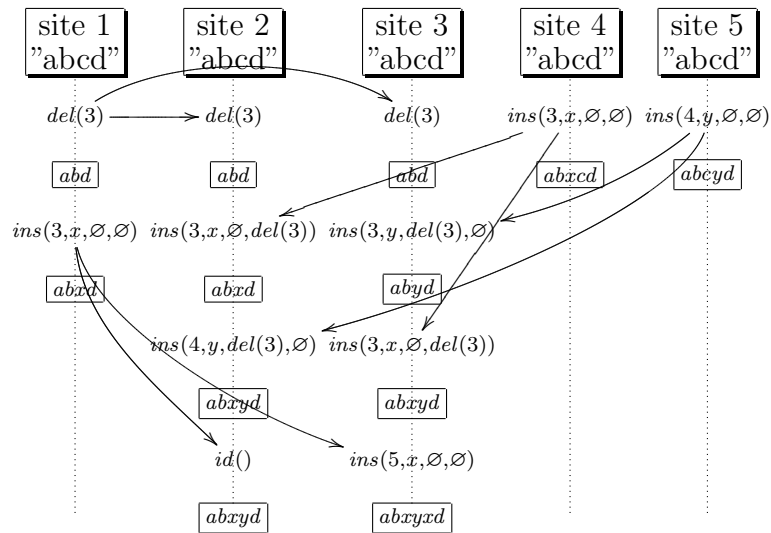 site 1 site 2 site 3 site 4 site 5
"abcd" "abcd" "abcd" "abcd" "abcd"
del(3) del(3) del(3) ins(3,x,∅,∅) ins(4,y,∅,∅)
abd abd abd abxcd abcyd
ins(3,x,∅,∅) ins(3,x,∅,del(3)) ins(3,y,del(3),∅)
abxd abxd abyd
ins(4,y,del(3),∅) ins(3,x,∅,del(3))
abxyd abxyd
id() ins(5,x,∅,∅)
abxyd abxyxd